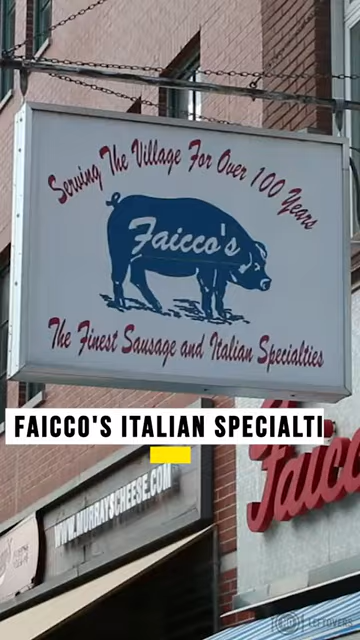 Serving The Village For Over 100 Years
Faicco's
The Finest Sausage and Italian Specialties
FAICCO'S ITALIAN SPECIALTI
Faicc
WWW.MURRAYSCHEESE.COM